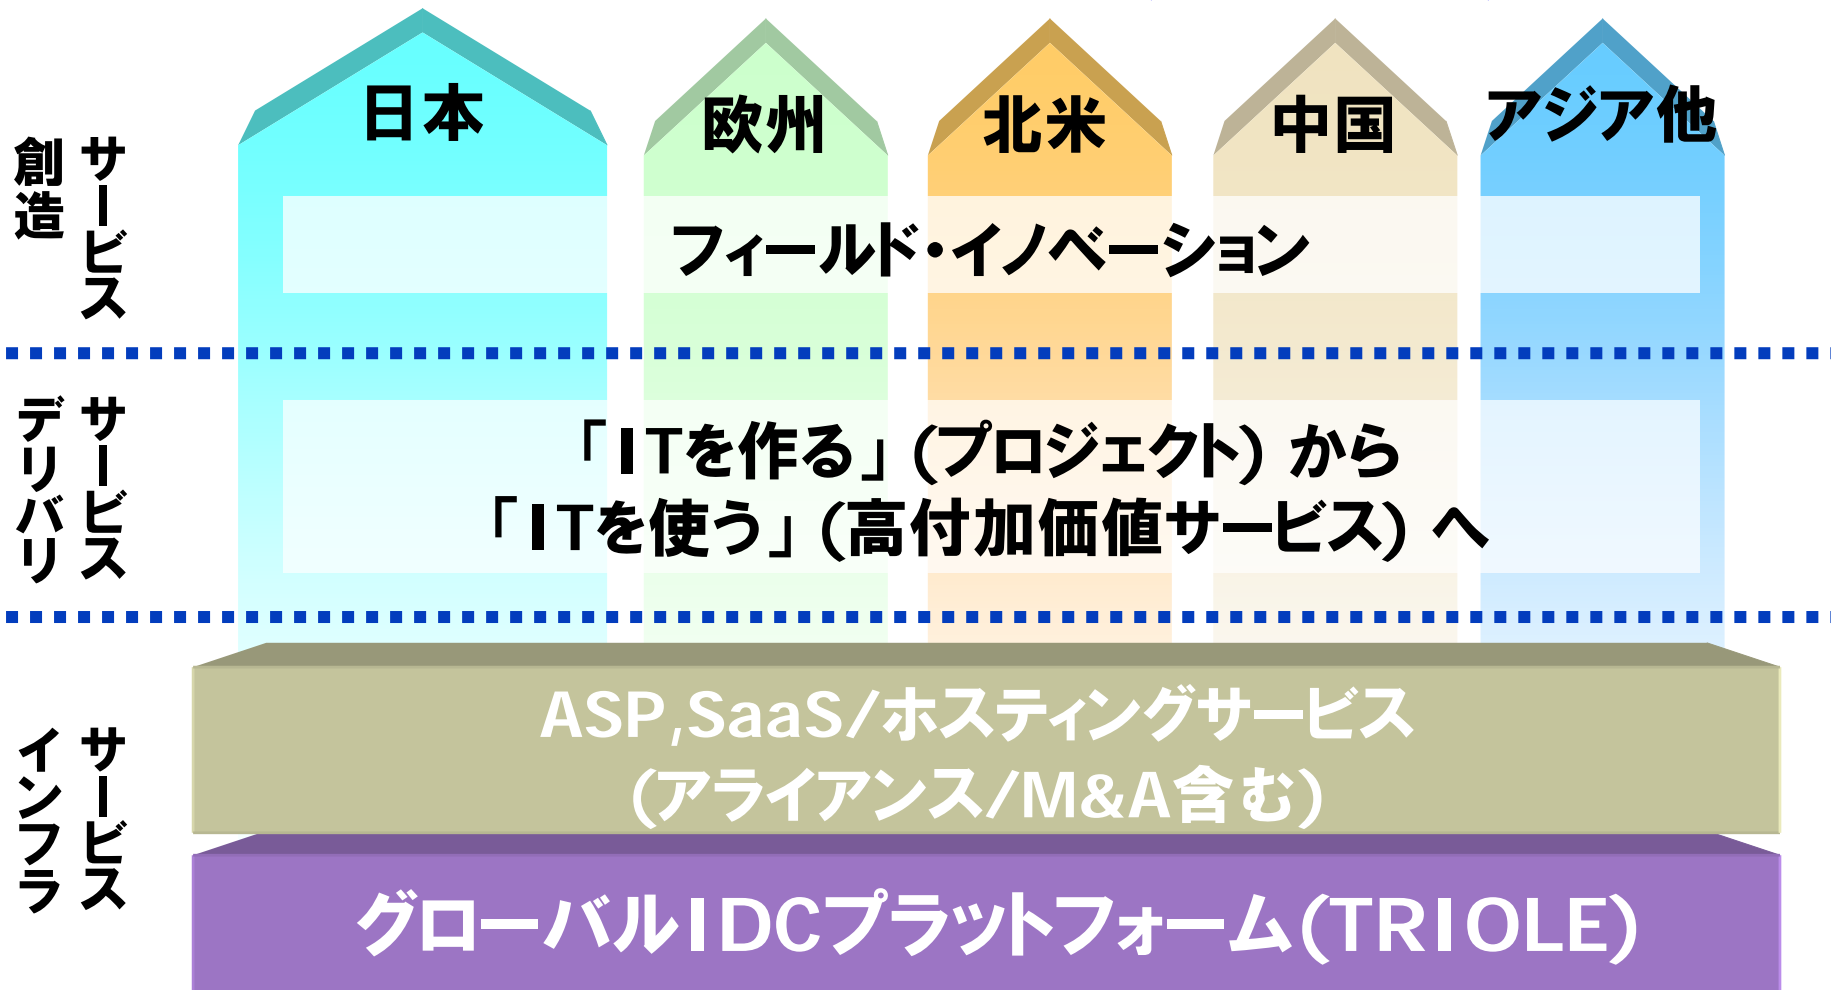 日本
欧州
北米
中国
アジア他
サービス
創造
フィールド・イノベーション
サービス
デリバリ
「ITを作る」(プロジェクト) から
「ITを使う」(高付加価値サービス) へ
サービス
インフラ
ASP,SaaS/ホスティングサービス
(アライアンス/M&A含む)
グローバルIDCプラットフォーム(TRIOLE)